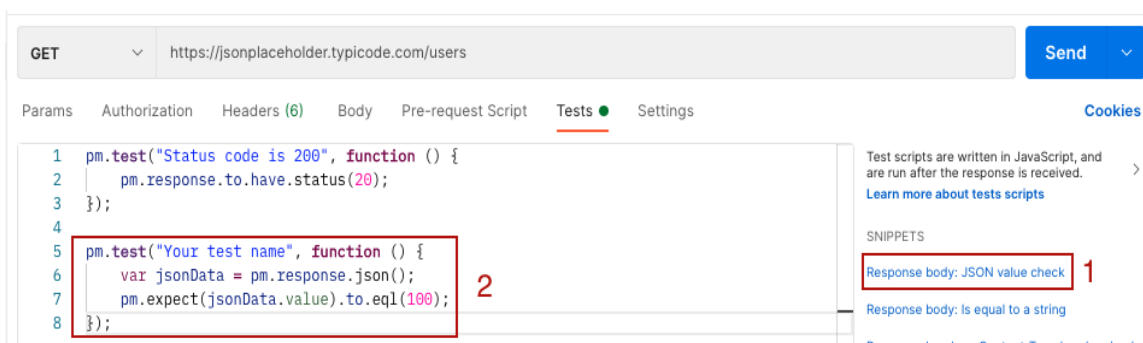 GET https://jsonplaceholder.typicode.com/users Send
Params Authorization Headers (6) Body Pre-request Script Tests Settings Cookies
1 pm.test("Status code is 200", function () {
2 pm.response.to.have.status(20);
3 });
4
5 pm.test("Your test name", function () {
6 var jsonData = pm.response.json();
7 pm.expect(jsonData.value).to.eql(100);
8 });
2
Test scripts are written in JavaScript, and
are run after the response is received.
Learn more about tests scripts
SNIPPETS
Response body: JSON value check 1
Response body: Is equal to a string